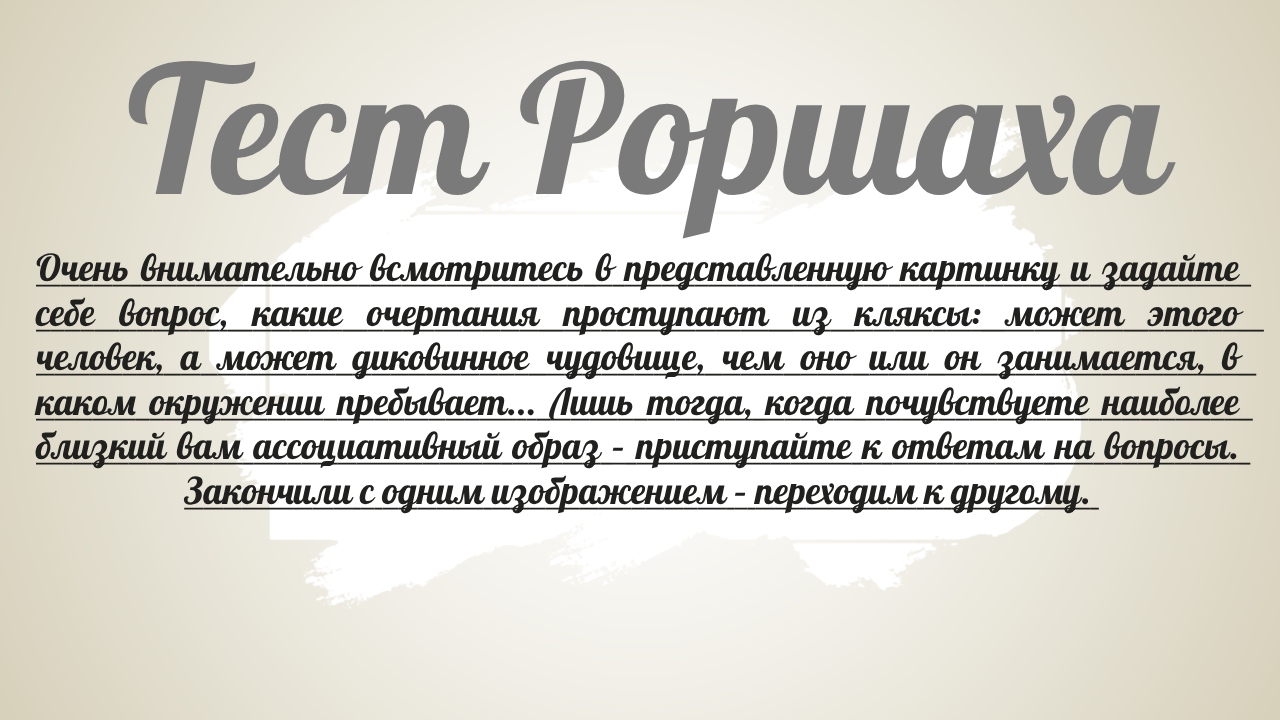 Тест Роршаха
Очень внимательно всмотритесь в представленную картинку и задайте
себе вопрос, какие очертания проступают из кляксы: может этого
человек, а может диковинное чудовище, чем оно или он занимается, в
каком окружении пребывает... Лишь тогда, когда почувствуете наиболее
близкий вам ассоциативный образ - приступайте к ответам на вопросы.
Закончили с одним изображением - переходим к другому.